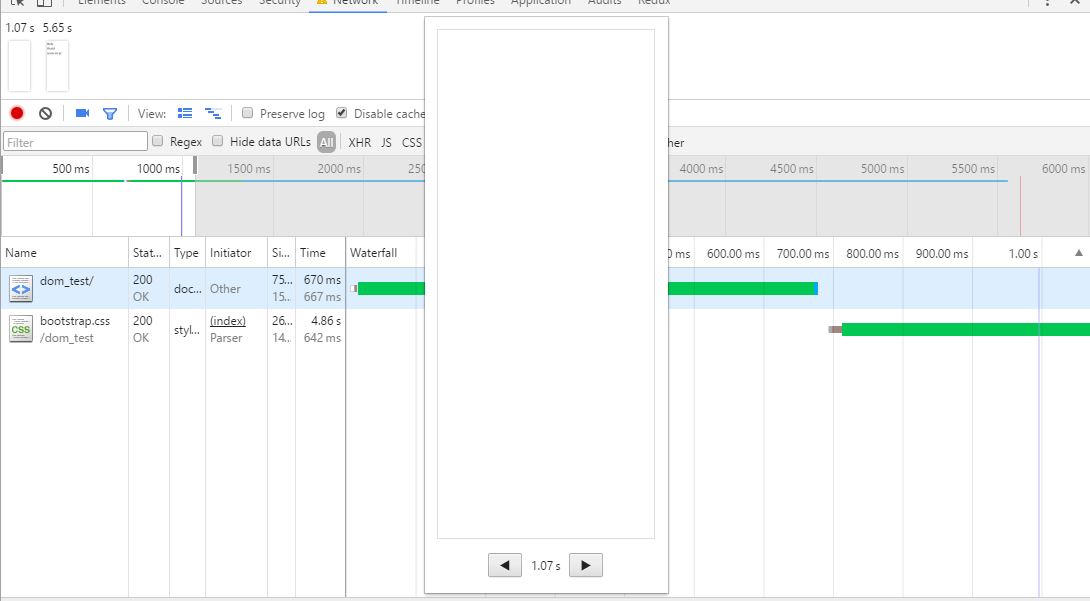 Elements Console Sources Security Network Timeline Profiles Application Audits Redux
1.07 s 5.65 s
View: Preserve log Disable cache
Filter Regex Hide data URLs All XHR JS CSS her
500 ms 1000 ms 1500 ms 2000 ms 250 4000 ms 4500 ms 5000 ms 5500 ms 6000 ms
Name Stat... Type Initiator Si... Time Waterfall 0 ms 600.00 ms 700.00 ms 800.00 ms 900.00 ms 1.00 s
dom_test/ 200 doc... Other 75... 670 ms
OK 15... 667 ms
bootstrap.css 200 styl... (index) 26... 4.86 s
/dom_test OK Parser 14... 642 ms
CSS
1.07 s